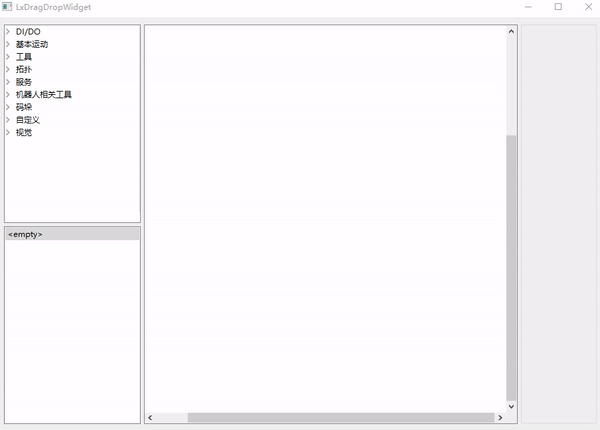 LxDragDropWidget
DI/DO
基本运动
工具
拓扑
服务
机器人相关工具
码垛
自定义
视觉
<empty>